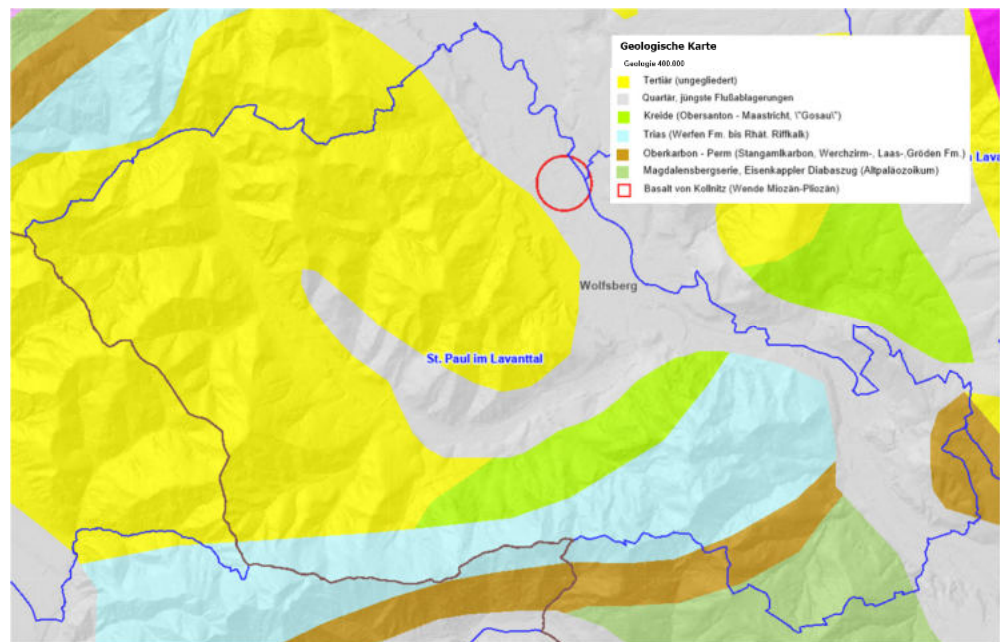 Geologische Karte
Geologie 400.000
Tertiär (ungegliedert)
Quartär, jüngste Flußablagerungen
Kreide (Obersanton - Maastricht, \"Gosau\")
Trias (Werfen Fm. bis Rhät. Riffkalk)
Oberkarbon - Perm (Stangamlkarbon, Werchzirm-, Laas-,Gröden Fm.)
Magdalensbergserie, Eisenkappler Diabaszug (Altpaläozoikum)
Basalt von Kollnitz (Wende Miozän-Pliozän)
Lava
Wolfsberg
St. Paul im Lavanttal